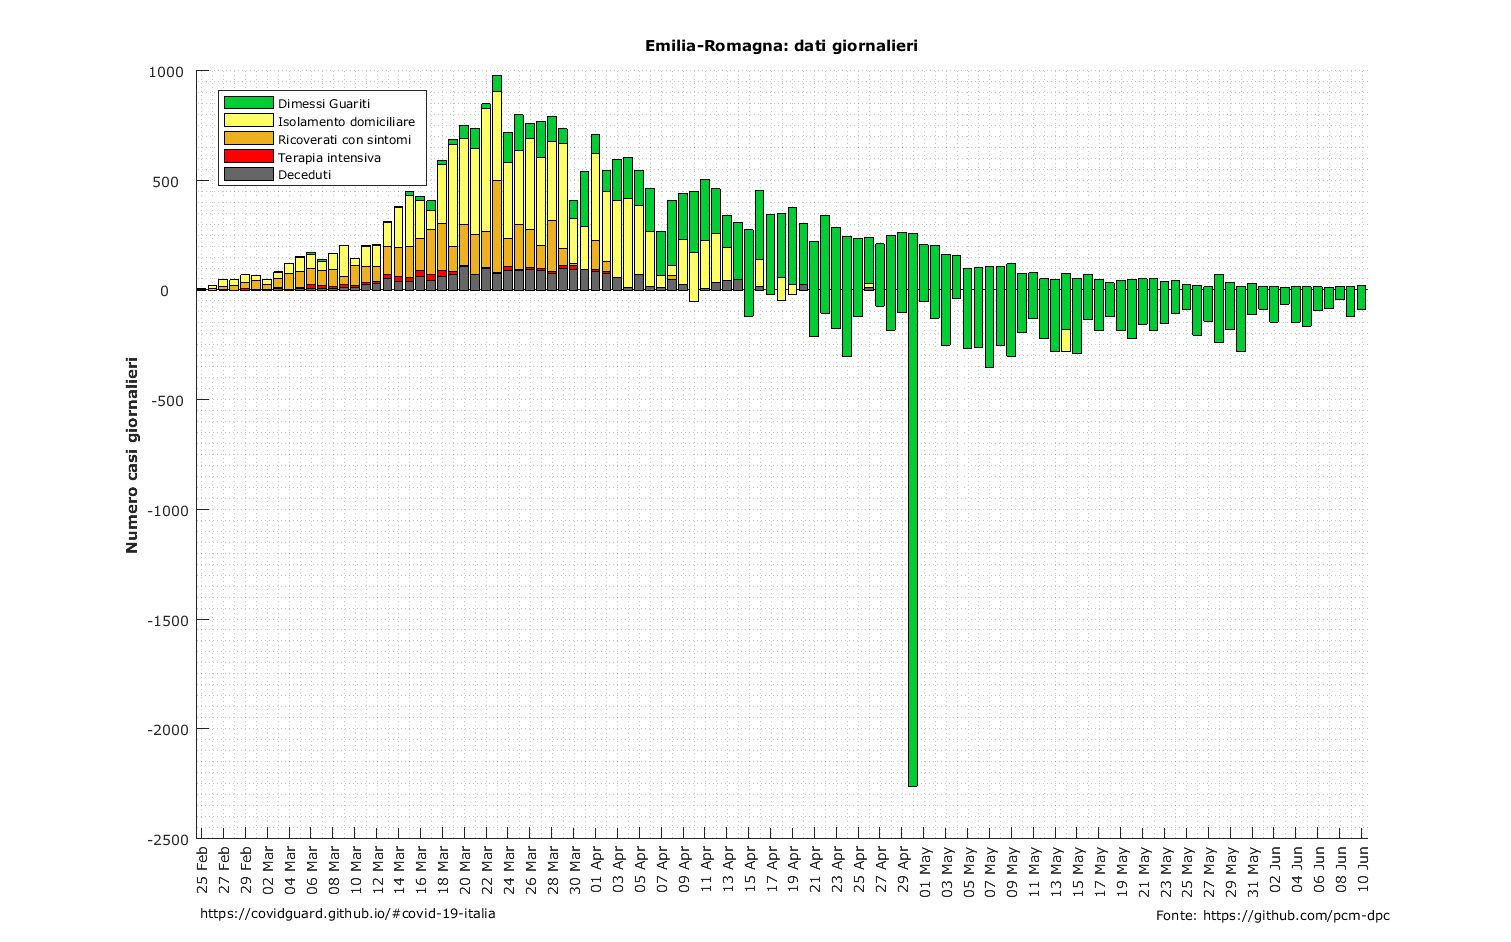 Emilia-Romagna: dati giornalieri
1000
500
0
-500
-1000
-1500
-2000
-2500
Numero casi giornalieri
Dimessi Guariti
Isolamento domiciliare
Ricoverati con sintomi
Terapia intensiva
Deceduti
25 Feb
27 Feb
29 Feb
02 Mar
04 Mar
06 Mar
08 Mar
10 Mar
12 Mar
14 Mar
16 Mar
18 Mar
20 Mar
22 Mar
24 Mar
26 Mar
28 Mar
30 Mar
01 Apr
03 Apr
05 Apr
07 Apr
09 Apr
11 Apr
13 Apr
15 Apr
17 Apr
19 Apr
21 Apr
23 Apr
25 Apr
27 Apr
29 Apr
01 May
03 May
05 May
07 May
09 May
11 May
13 May
15 May
17 May
19 May
21 May
23 May
25 May
27 May
29 May
31 May
02 Jun
04 Jun
06 Jun
08 Jun
10 Jun
https://covidguard.github.io/#covid-19-italia
Fonte: https://github.com/pcm-dpc